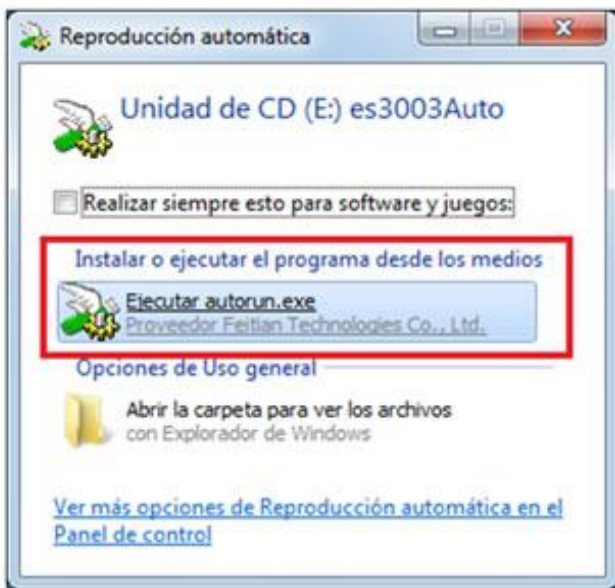 Reproducción automática
Unidad de CD (E:) es3003Auto
Realizar siempre esto para software y juegos:
Instalar o ejecutar el programa desde los medios
Ejecutar autorun.exe
Proveedor Feitian Technologies Co., Ltd.
Opciones de Uso general
Abrir la carpeta para ver los archivos
con Explorador de Windows
Ver más opciones de Reproducción automática en el
Panel de control